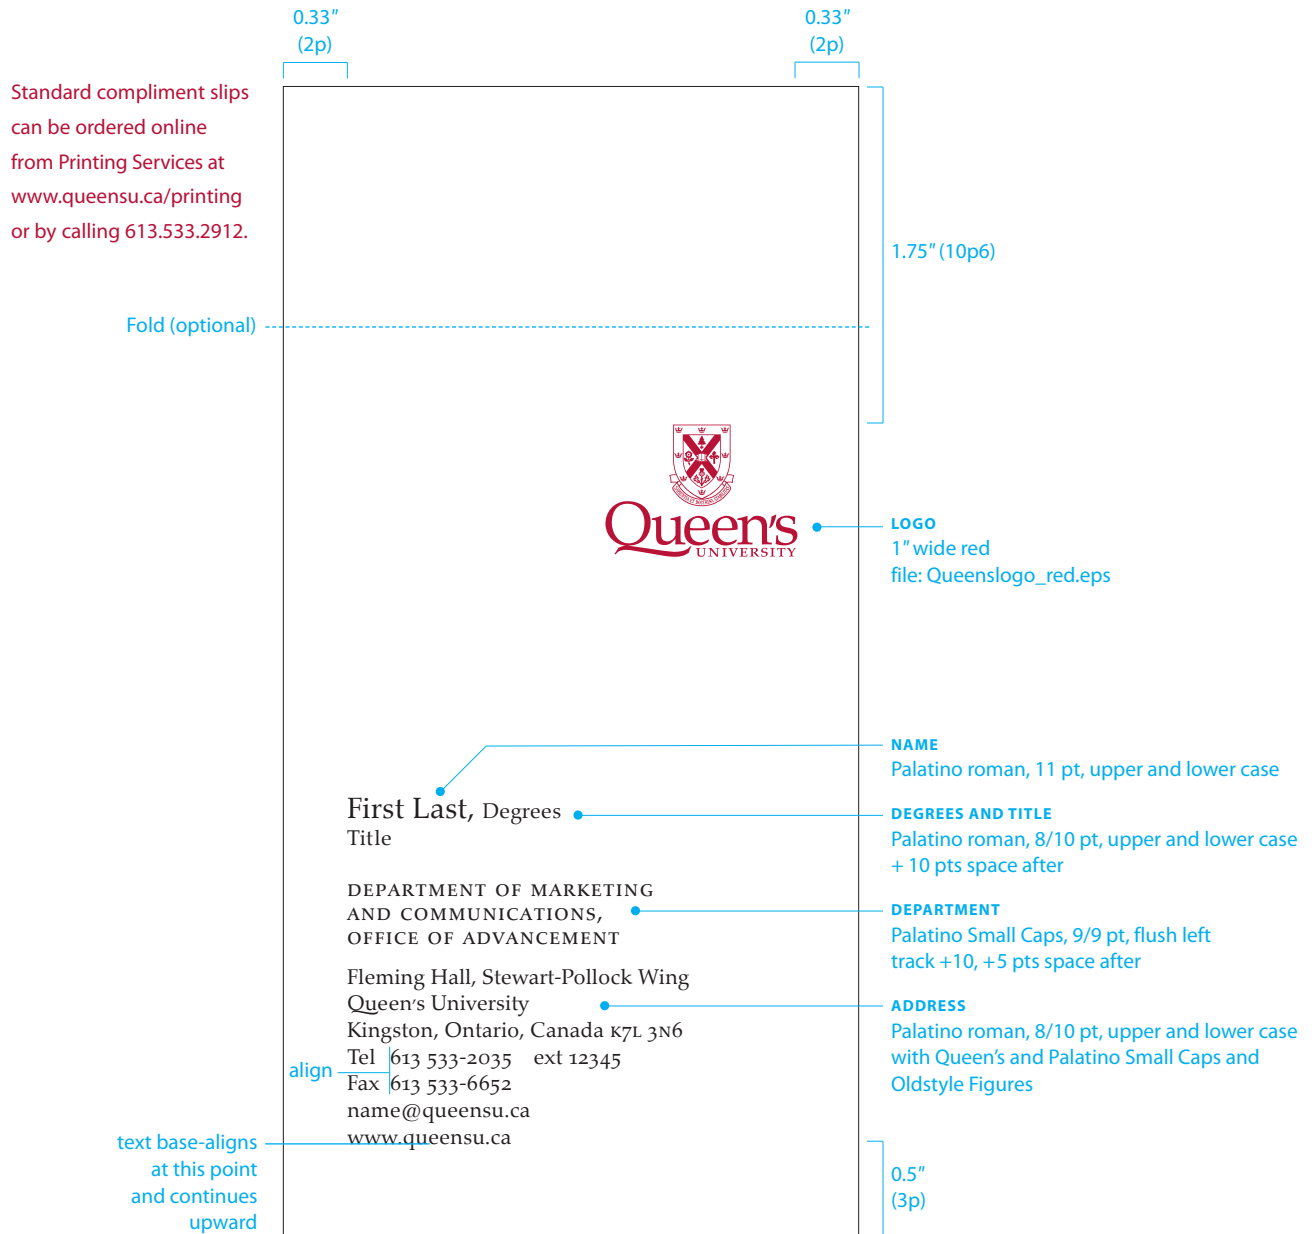 0.33"
(2p)
0.33"
(2p)
Standard compliment slips
can be ordered online
from Printing Services at
www.queensu.ca/printing
or by calling 613.533.2912.
1.75" (10p6)
Fold (optional)
Queen's
UNIVERSITY
LOGO
1" wide red
file: Queenslogo_red.eps
NAME
Palatino roman, 11 pt, upper and lower case
First Last, Degrees
Title
DEGREES AND TITLE
Palatino roman, 8/10 pt, upper and lower case
+ 10 pts space after
DEPARTMENT OF MARKETING
AND COMMUNICATIONS,
OFFICE OF ADVANCEMENT
DEPARTMENT
Palatino Small Caps, 9/9 pt, flush left
track +10, +5 pts space after
Fleming Hall, Stewart-Pollock Wing
Queen's University
Kingston, Ontario, Canada K7L 3N6
Tel 613 533-2035 ext 12345
Fax 613 533-6652
name@queensu.ca
www.queensu.ca
align
ADDRESS
Palatino roman, 8/10 pt, upper and lower case
with Queen's and Palatino Small Caps and
Oldstyle Figures
text base-aligns
at this point
and continues
upward
0.5"
(3p)